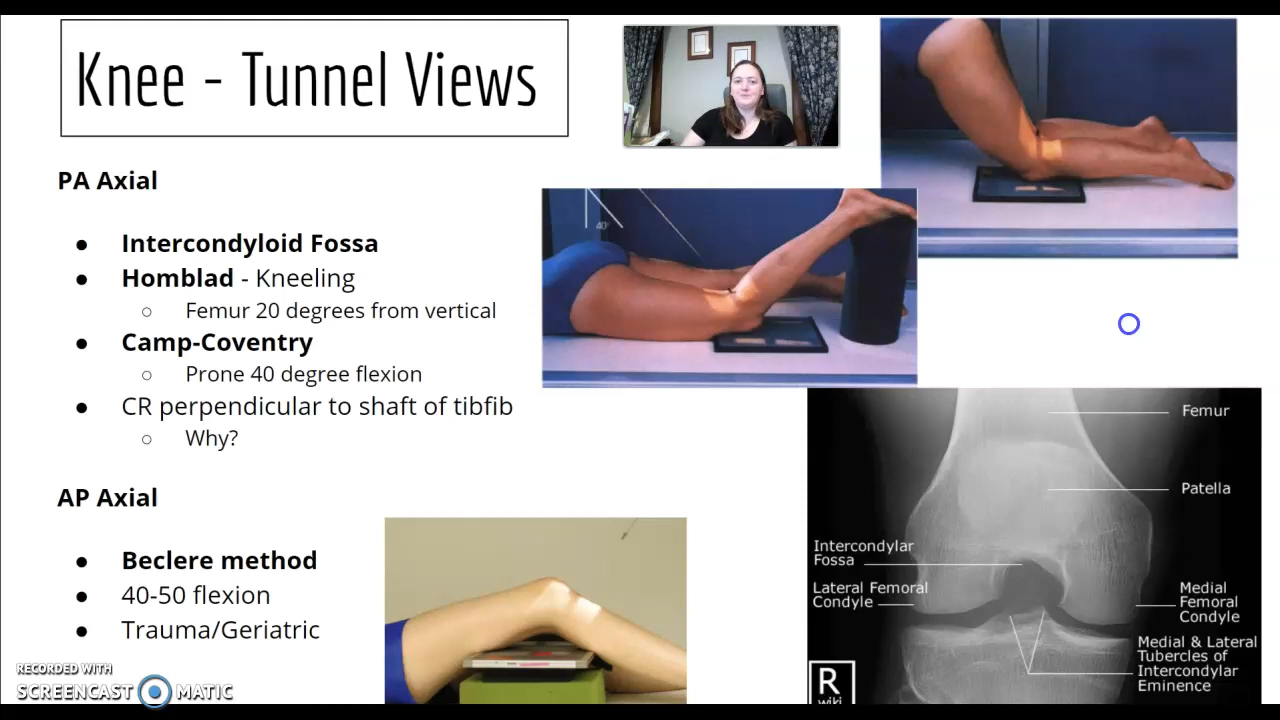 Knee - Tunnel Views
PA Axial
● Intercondyloid Fossa
● Homblad - Kneeling
○ Femur 20 degrees from vertical
● Camp-Coventry
○ Prone 40 degree flexion
● CR perpendicular to shaft of tibfib
○ Why?
AP Axial
● Beclere method
● 40-50 flexion
● Trauma/Geriatric
40°
Femur
Patella
Intercondylar
Fossa
Lateral Femoral
Condyle
Medial
Femoral
Condyle
Medial & Lateral
Tubercles of
Intercondylar
Eminence
R
wiki
RECORDED WITH
SCREENCAST MATIC